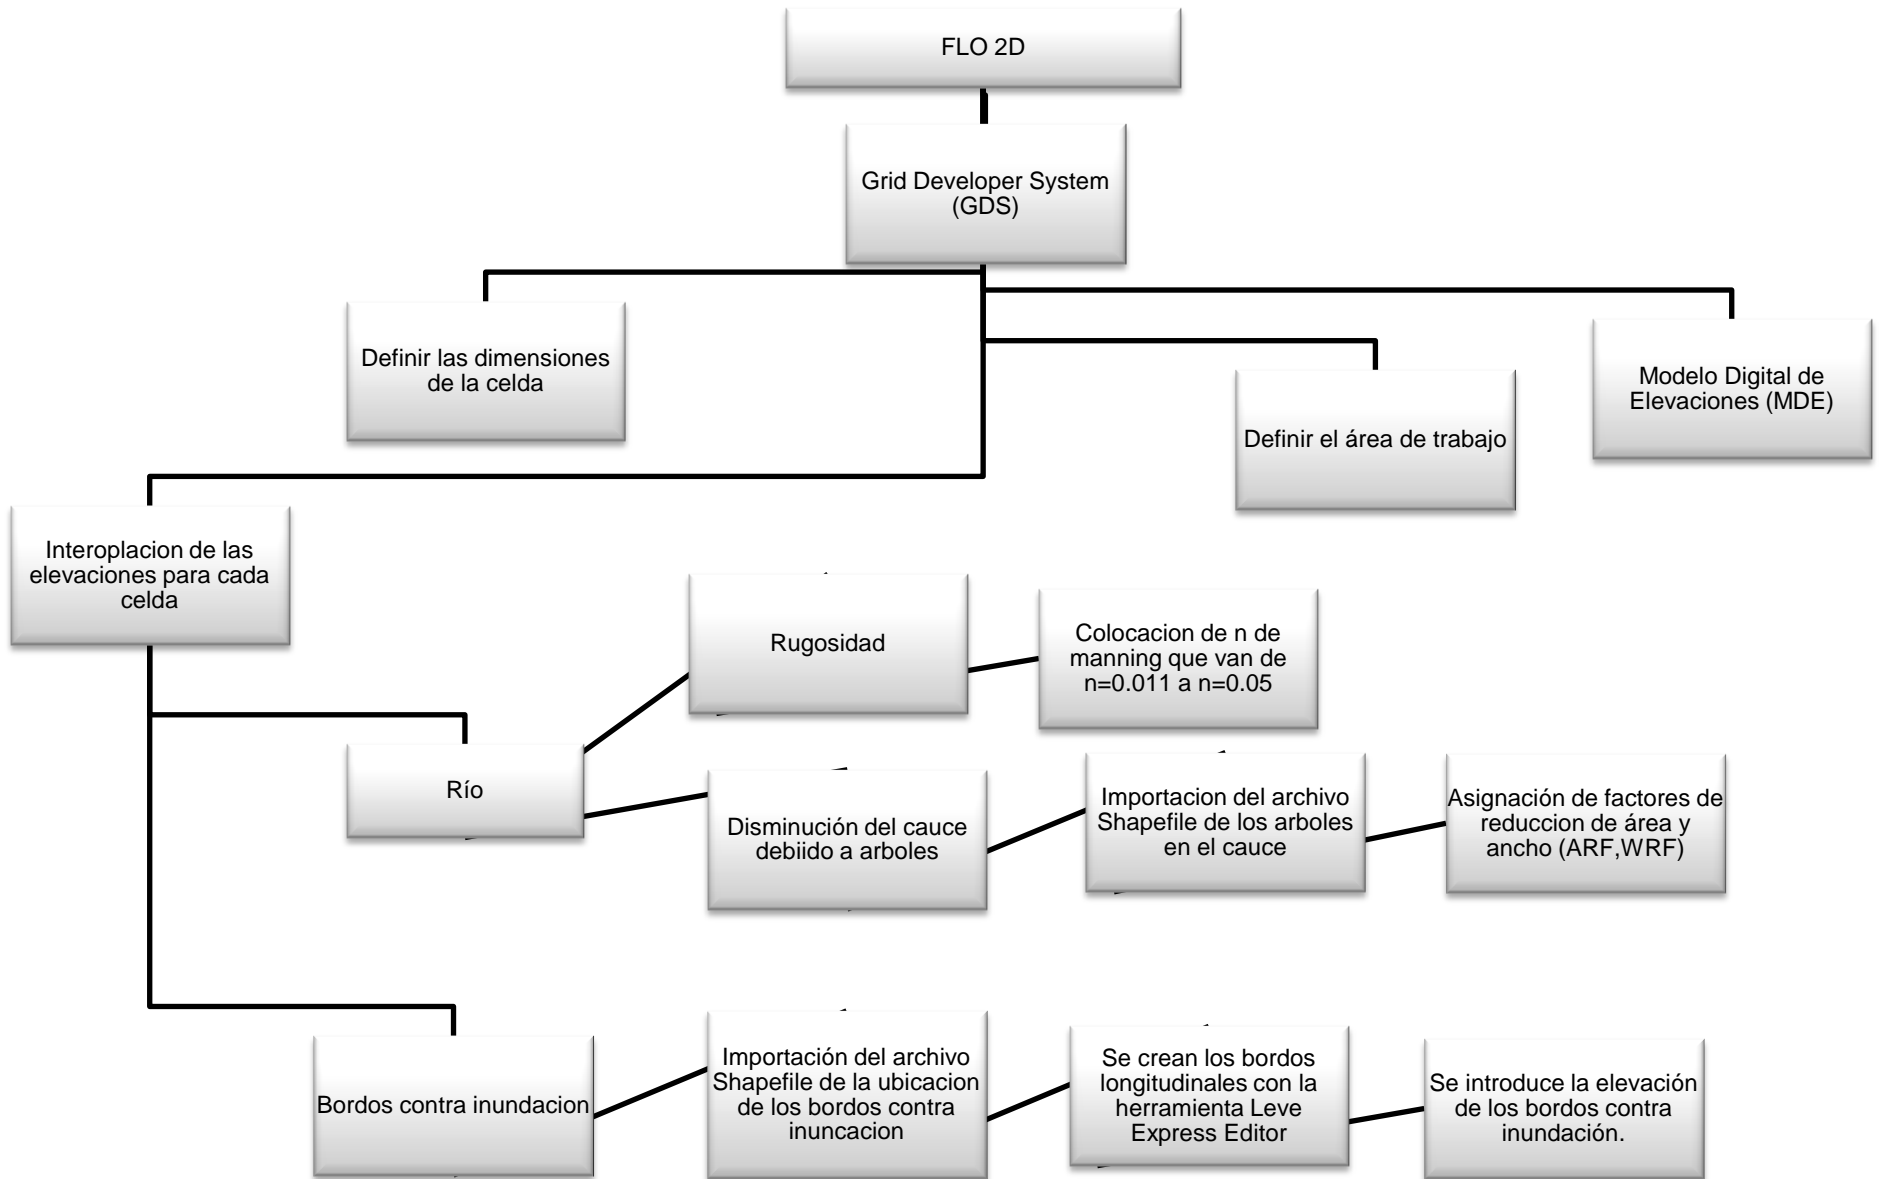 FLO 2D
Grid Developer System
(GDS)
Definir las dimensiones
de la celda
Definir el área de trabajo
Modelo Digital de
Elevaciones (MDE)
Interoplacion de las
elevaciones para cada
celda
Rugosidad
Colocacion de n de
manning que van de
n=0.011 a n=0.05
Río
Disminución del cauce
debiido a arboles
Importacion del archivo
Shapefile de los arboles
en el cauce
Asignación de factores de
reduccion de área y
ancho (ARF,WRF)
Bordos contra inundacion
Importación del archivo
Shapefile de la ubicacion
de los bordos contra
inuncacion
Se crean los bordos
longitudinales con la
herramienta Leve
Express Editor
Se introduce la elevación
de los bordos contra
inundación.